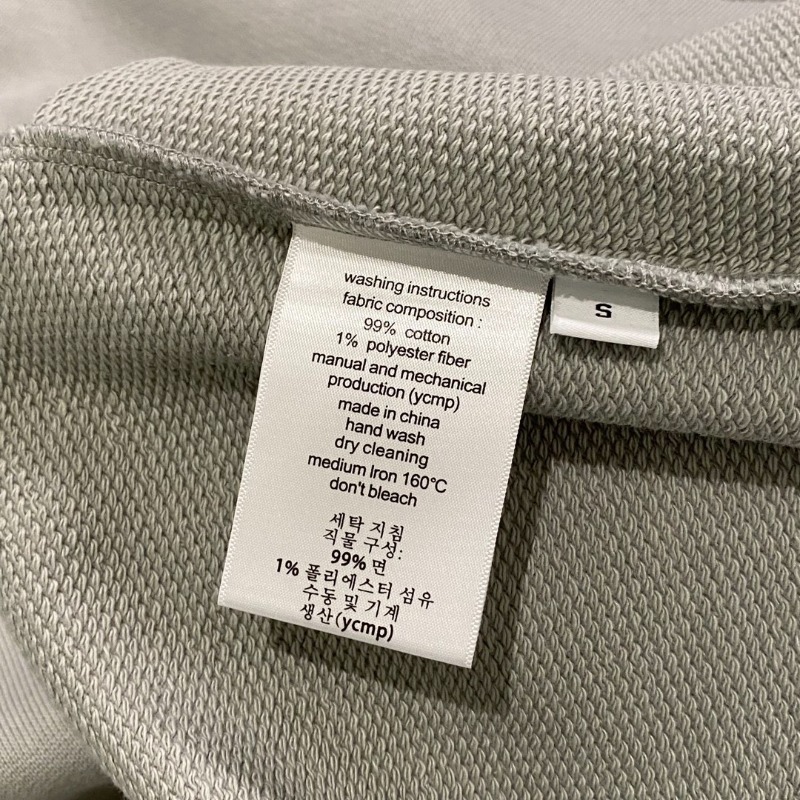 washing instructions
fabric composition :
99% cotton
1% polyester fiber
manual and mechanical
production (ycmp)
made in china
hand wash
dry cleaning
medium Iron 160℃
don't bleach
세탁 지침
직물 구성:
99% 면
1% 폴리에스터 섬유
수동 및 기계
생산(ycmp)
S